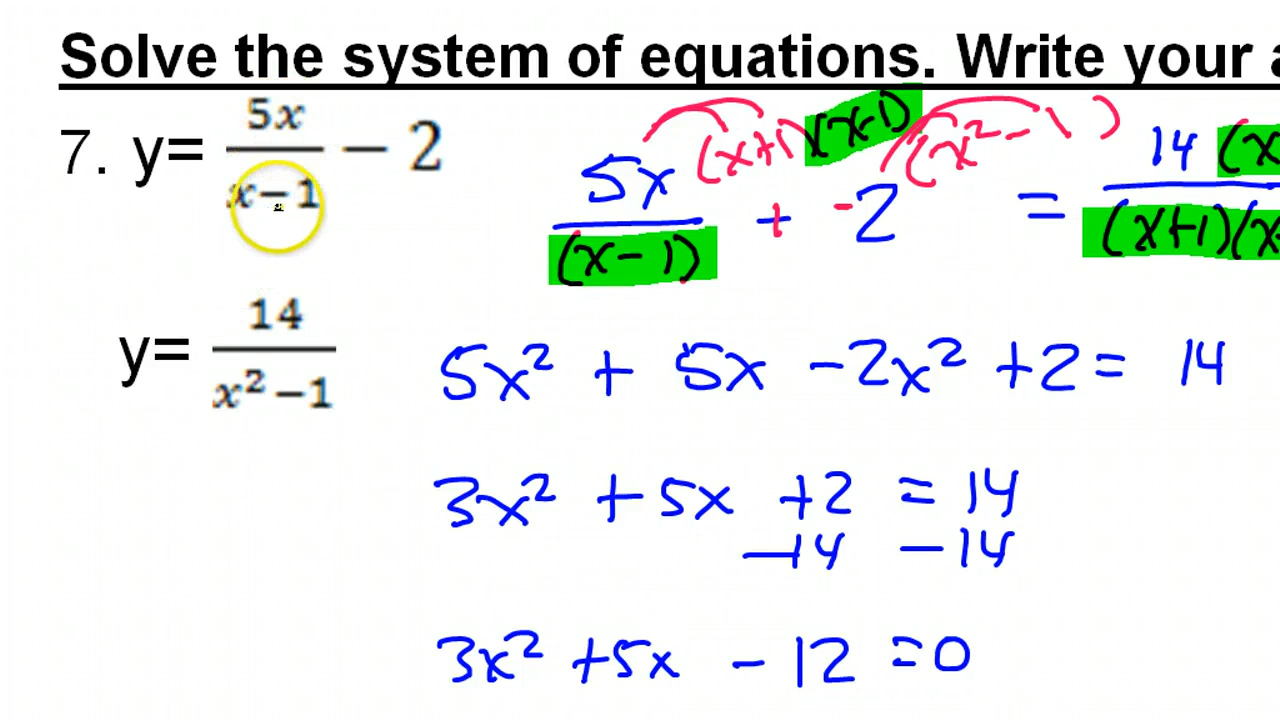 Solve the system of equations. Write your a
7. y= 5x/(x−1) − 2
5x (x+1) (x-1) / (x-1) + -2 (x² - 1) = 14 (x / (x+1)(x-
y= 14/(x²−1)
5x² + 5x -2x² +2 = 14
3x² +5x +2 = 14
-14 -14
3x² +5x - 12 =0